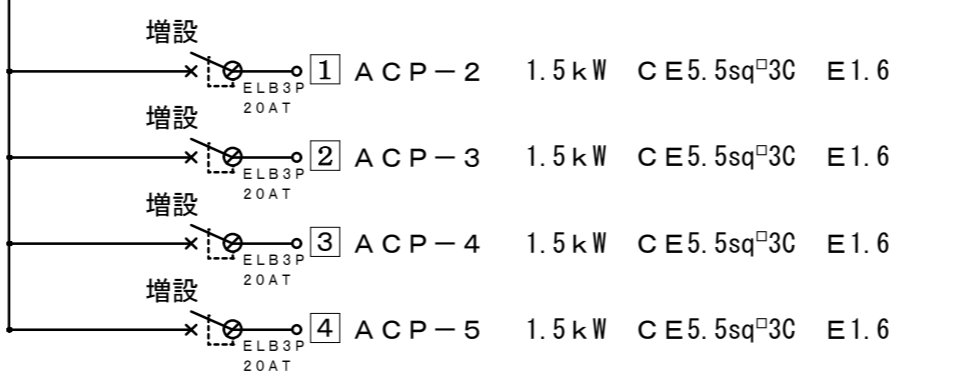 増設
1 ACP-2 1.5kW CE5.5sq□3C E1.6
ELB3P
20AT
増設
2 ACP-3 1.5kW CE5.5sq□3C E1.6
ELB3P
20AT
増設
3 ACP-4 1.5kW CE5.5sq□3C E1.6
ELB3P
20AT
増設
4 ACP-5 1.5kW CE5.5sq□3C E1.6
ELB3P
20AT